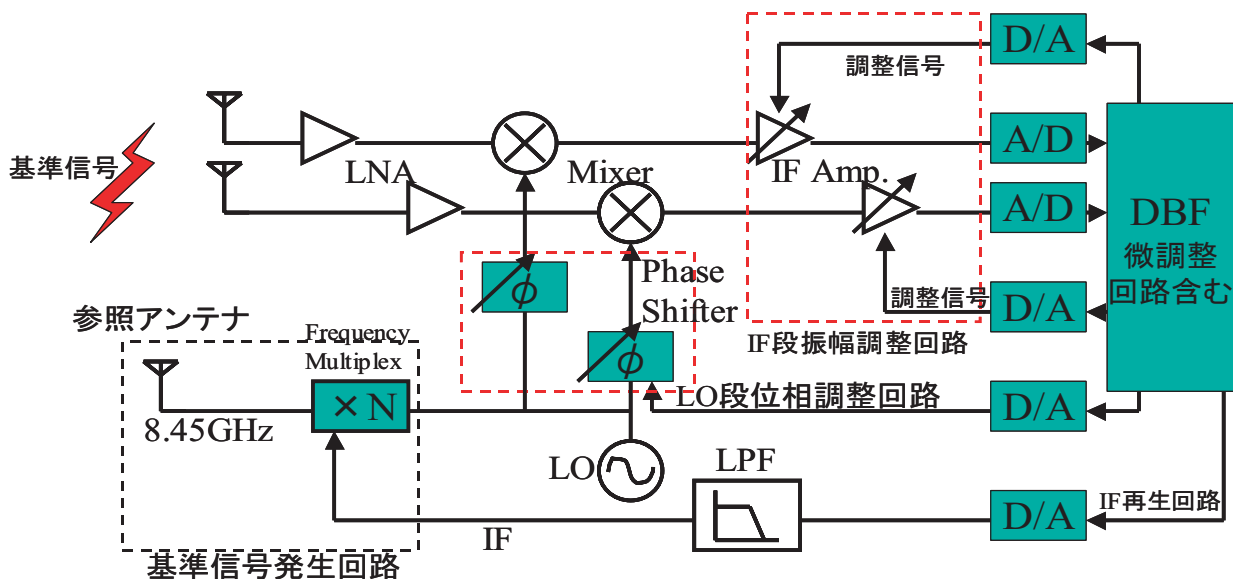 D/A
調整信号
基準信号
LNA
Mixer
IF Amp.
A/D
A/D
DBF
微調整
回路含む
Phase
Shifter
ϕ
ϕ
調整信号
D/A
IF段振幅調整回路
参照アンテナ
Frequency
Multiplex
×N
8.45GHz
LO段位相調整回路
D/A
LO
LPF
IF再生回路
D/A
IF
基準信号発生回路